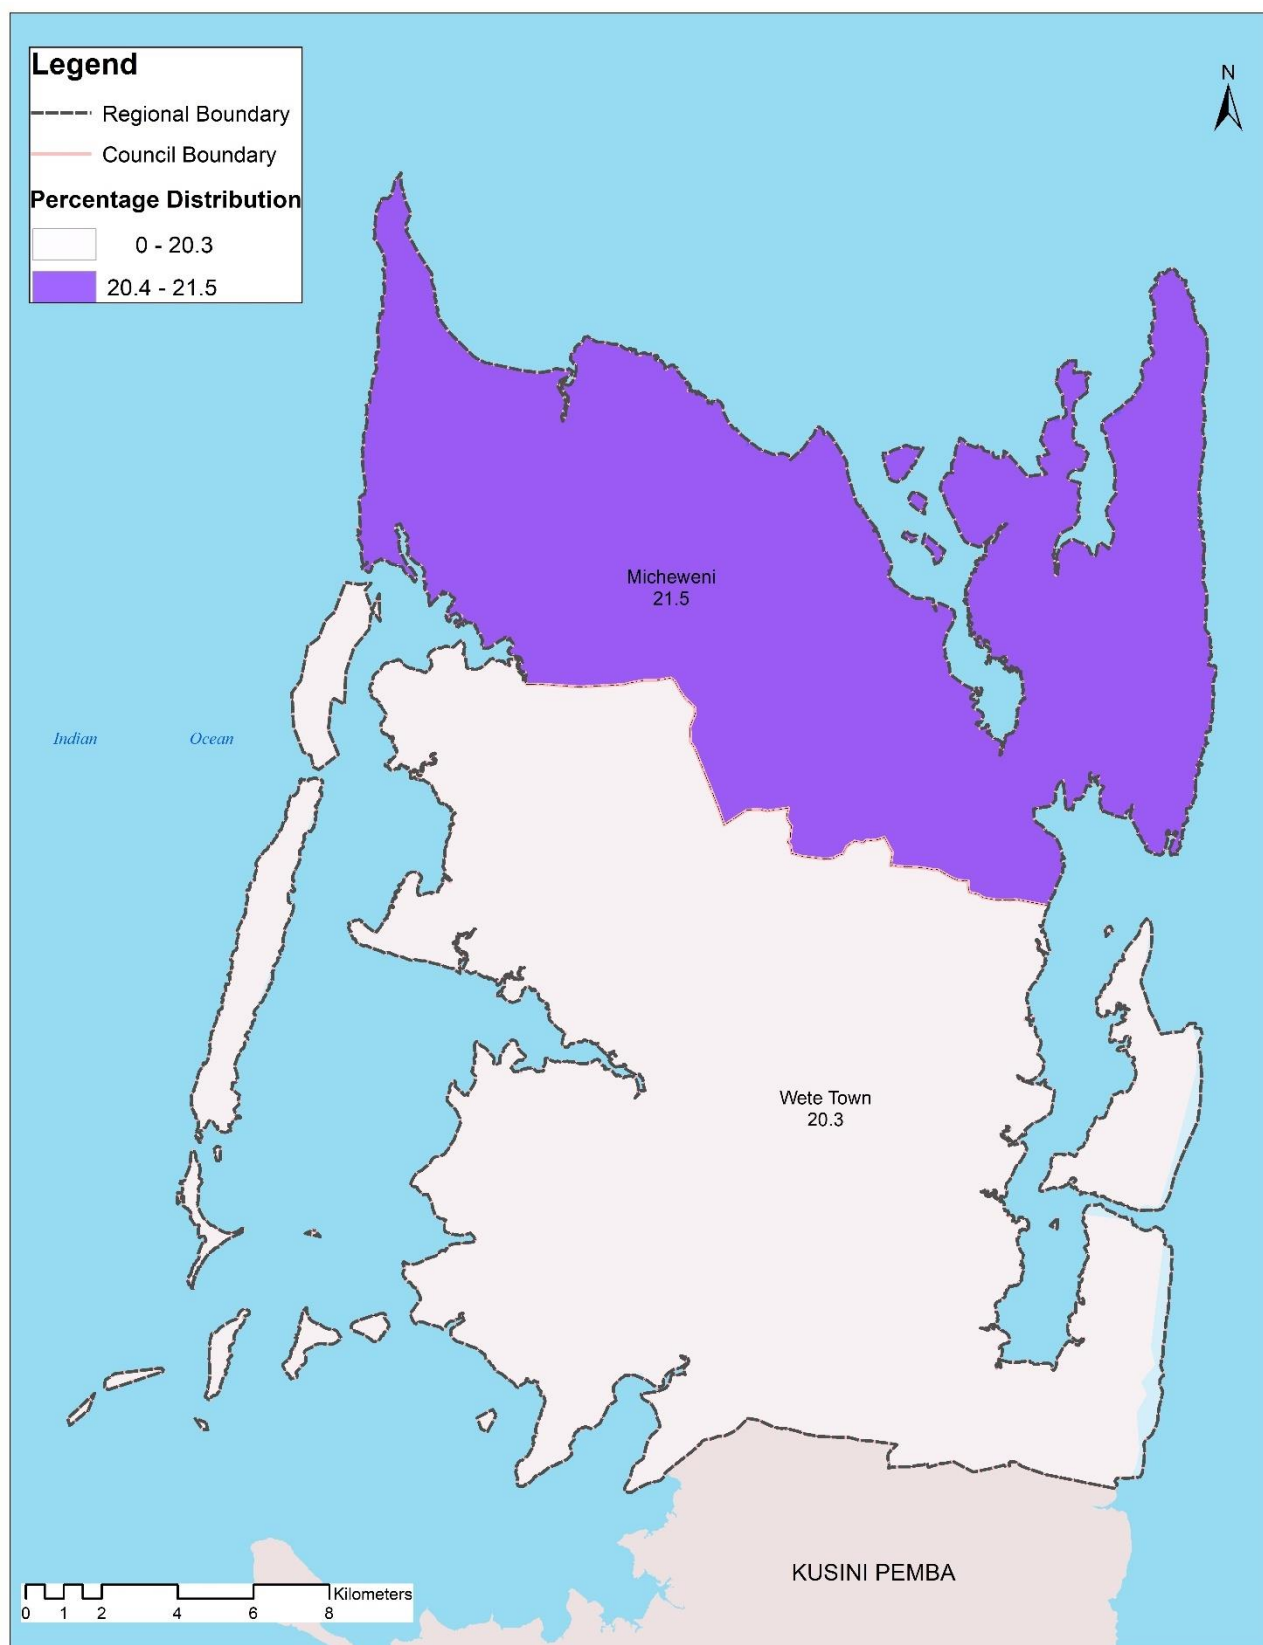 Legend
Regional Boundary
Council Boundary
Percentage Distribution
0 - 20.3
20.4 - 21.5
N
Micheweni
21.5
Indian Ocean
Wete Town
20.3
KUSINI PEMBA
Kilometers
0 1 2 4 6 8